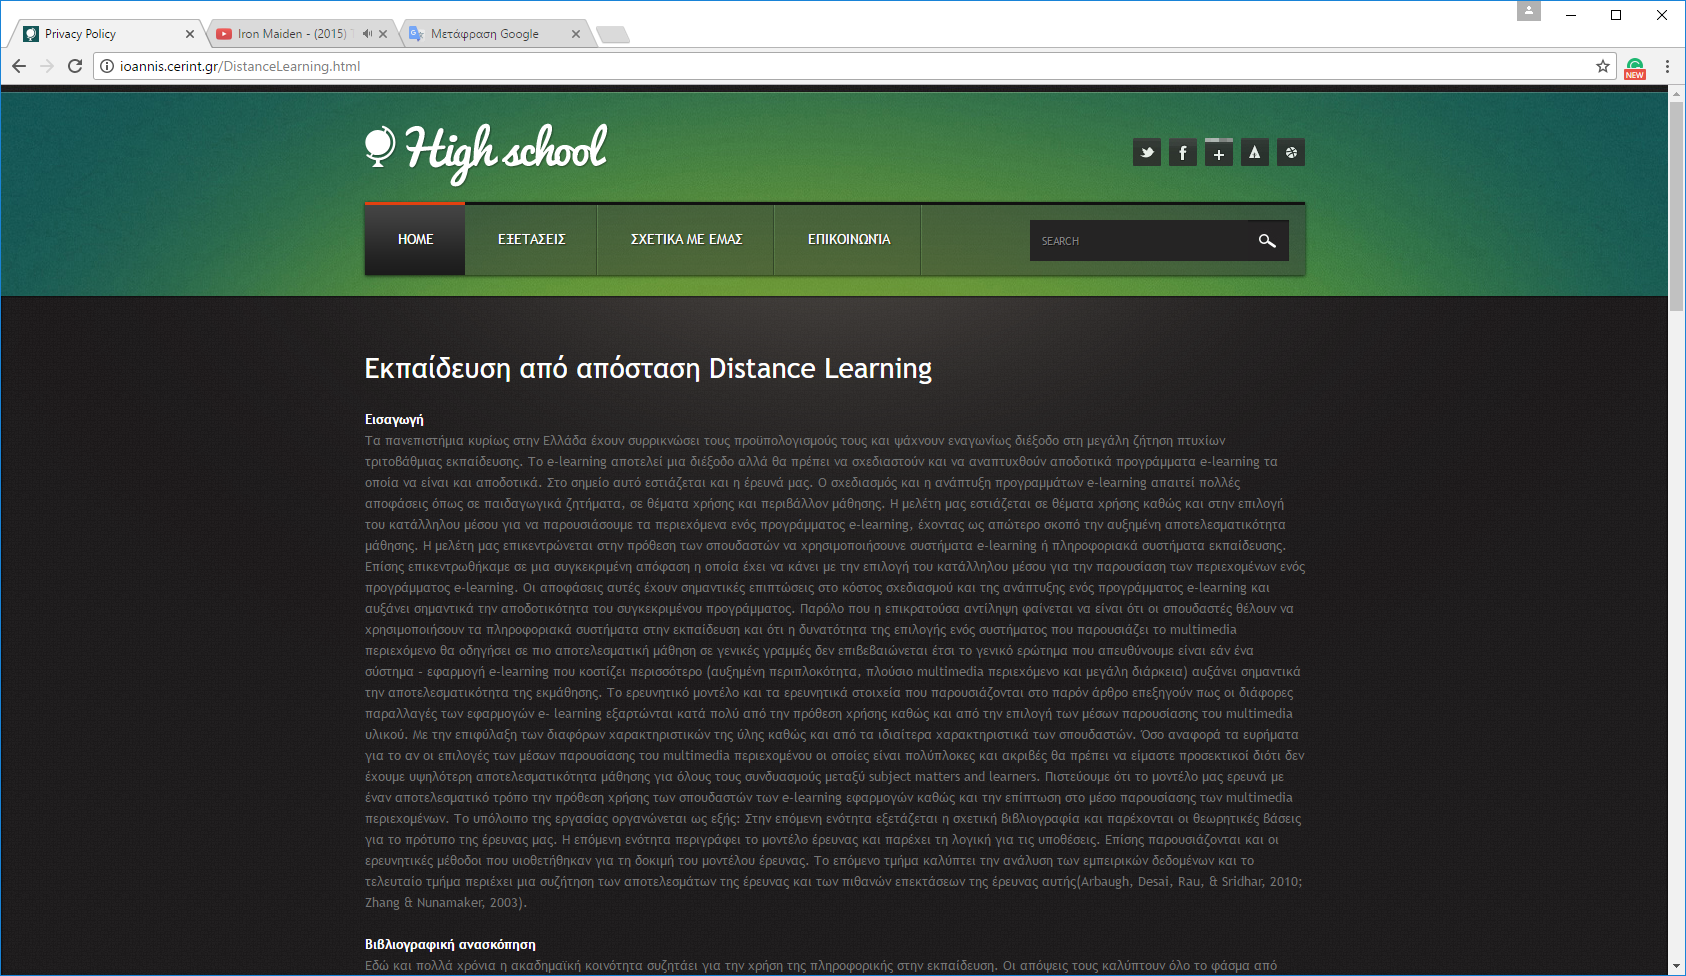 Privacy Policy
Iron Maiden - (2015)
Μετάφραση Google
ioannis.cerint.gr/DistanceLearning.html
NEW
High school
HOME
ΕΞΕΤΑΣΕΙΣ
ΣΧΕΤΙΚΑ ΜΕ ΕΜΑΣ
ΕΠΙΚΟΙΝΩΝΊΑ
SEARCH
Εκπαίδευση από απόσταση Distance Learning
Εισαγωγή
Τα πανεπιστήμια κυρίως στην Ελλάδα έχουν συρρικνώσει τους προϋπολογισμούς τους και ψάχνουν εναγωνίως διέξοδο στη μεγάλη ζήτηση πτυχίων
τριτοβάθμιας εκπαίδευσης. Το e-learning αποτελεί μια διέξοδο αλλά θα πρέπει να σχεδιαστούν και να αναπτυχθούν αποδοτικά προγράμματα e-learning τα
οποία να είναι και αποδοτικά. Στο σημείο αυτό εστιάζεται και η έρευνά μας. Ο σχεδιασμός και η ανάπτυξη προγραμμάτων e-learning απαιτεί πολλές
αποφάσεις όπως σε παιδαγωγικά ζητήματα, σε θέματα χρήσης και περιβάλλον μάθησης. Η μελέτη μας εστιάζεται σε θέματα χρήσης καθώς και στην επιλογή
του κατάλληλου μέσου για να παρουσιάσουμε τα περιεχόμενα ενός προγράμματος e-learning, έχοντας ως απώτερο σκοπό την αυξημένη αποτελεσματικότητα
μάθησης. Η μελέτη μας επικεντρώνεται στην πρόθεση των σπουδαστών να χρησιμοποιήσουνε συστήματα e-learning ή πληροφοριακά συστήματα εκπαίδευσης.
Επίσης επικεντρωθήκαμε σε μια συγκεκριμένη απόφαση η οποία έχει να κάνει με την επιλογή του κατάλληλου μέσου για την παρουσίαση των περιεχομένων ενός
προγράμματος e-learning. Οι αποφάσεις αυτές έχουν σημαντικές επιπτώσεις στο κόστος σχεδιασμού και της ανάπτυξης ενός προγράμματος e-learning και
αυξάνει σημαντικά την αποδοτικότητα του συγκεκριμένου προγράμματος. Παρόλο που η επικρατούσα αντίληψη φαίνεται να είναι ότι οι σπουδαστές θέλουν να
χρησιμοποιήσουν τα πληροφοριακά συστήματα στην εκπαίδευση και ότι η δυνατότητα της επιλογής ενός συστήματος που παρουσιάζει το multimedia
περιεχόμενο θα οδηγήσει σε πιο αποτελεσματική μάθηση σε γενικές γραμμές δεν επιβεβαιώνεται έτσι το γενικό ερώτημα που απευθύνουμε είναι εάν ένα
σύστημα - εφαρμογή e-learning που κοστίζει περισσότερο (αυξημένη περιπλοκότητα, πλούσιο multimedia περιεχόμενο και μεγάλη διάρκεια) αυξάνει σημαντικά
την αποτελεσματικότητα της εκμάθησης. Το ερευνητικό μοντέλο και τα ερευνητικά στοιχεία που παρουσιάζονται στο παρόν άρθρο επεξηγούν πως οι διάφορες
παραλλαγές των εφαρμογών e- learning εξαρτώνται κατά πολύ από την πρόθεση χρήσης καθώς και από την επιλογή των μέσων παρουσίασης του multimedia
υλικού. Με την επιφύλαξη των διαφόρων χαρακτηριστικών της ύλης καθώς και από τα ιδιαίτερα χαρακτηριστικά των σπουδαστών. Όσο αναφορά τα ευρήματα
για το αν οι επιλογές των μέσων παρουσίασης του multimedia περιεχομένου οι οποίες είναι πολύπλοκες και ακριβές θα πρέπει να είμαστε προσεκτικοί διότι δεν
έχουμε υψηλότερη αποτελεσματικότητα μάθησης για όλους τους συνδυασμούς μεταξύ subject matters and learners. Πιστεύουμε ότι το μοντέλο μας ερευνά με
έναν αποτελεσματικό τρόπο την πρόθεση χρήσης των σπουδαστών των e-learning εφαρμογών καθώς και την επίπτωση στο μέσο παρουσίασης των multimedia
περιεχομένων. Το υπόλοιπο της εργασίας οργανώνεται ως εξής: Στην επόμενη ενότητα εξετάζεται η σχετική βιβλιογραφία και παρέχονται οι θεωρητικές βάσεις
για το πρότυπο της έρευνας μας. Η επόμενη ενότητα περιγράφει το μοντέλο έρευνας και παρέχει τη λογική για τις υποθέσεις. Επίσης παρουσιάζονται και οι
ερευνητικές μέθοδοι που υιοθετήθηκαν για τη δοκιμή του μοντέλου έρευνας. Το επόμενο τμήμα καλύπτει την ανάλυση των εμπειρικών δεδομένων και το
τελευταίο τμήμα περιέχει μια συζήτηση των αποτελεσμάτων της έρευνας και των πιθανών επεκτάσεων της έρευνας αυτής(Arbaugh, Desai, Rau, & Sridhar, 2010;
Zhang & Nunamaker, 2003).
Βιβλιογραφική ανασκόπηση
Εδώ και πολλά χρόνια η ακαδημαϊκή κοινότητα συζητάει για την χρήση της πληροφορικής στην εκπαίδευση. Οι απόψεις τους καλύπτουν όλο το φάσμα από